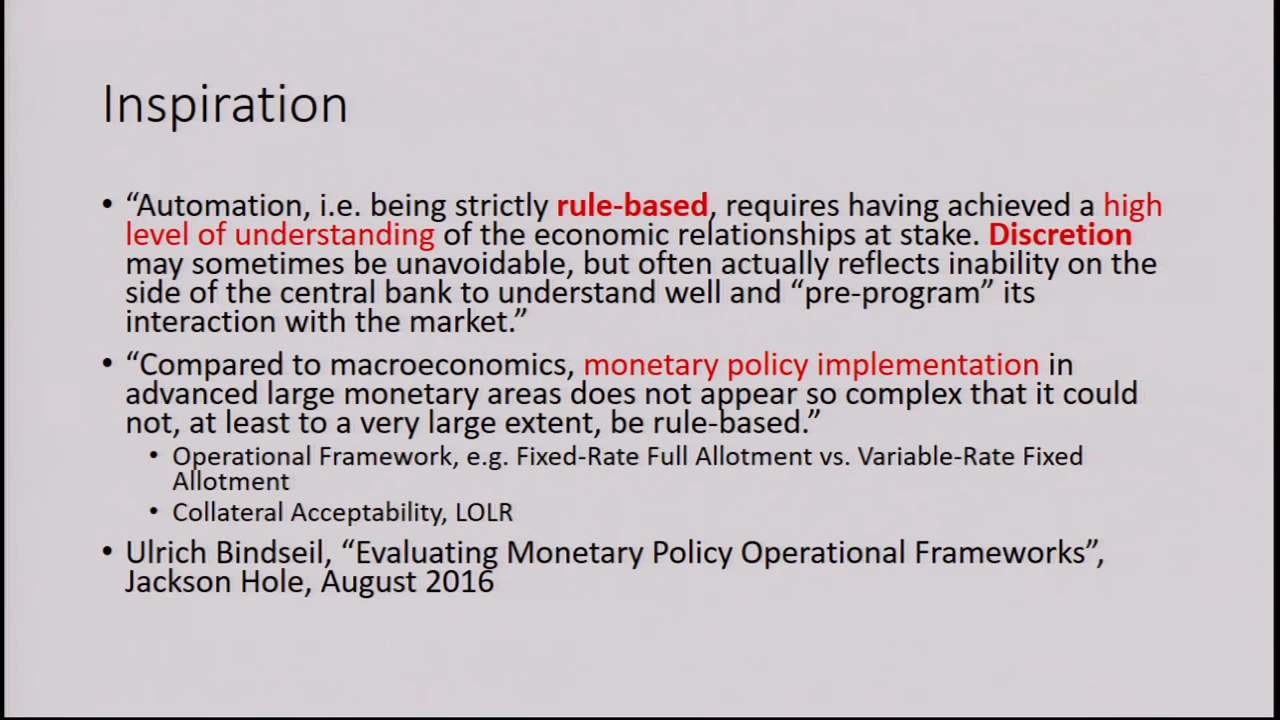 Inspiration
• “Automation, i.e. being strictly rule-based, requires having achieved a high
level of understanding of the economic relationships at stake. Discretion
may sometimes be unavoidable, but often actually reflects inability on the
side of the central bank to understand well and “pre-program” its
interaction with the market.”
• “Compared to macroeconomics, monetary policy implementation in
advanced large monetary areas does not appear so complex that it could
not, at least to a very large extent, be rule-based.”
• Operational Framework, e.g. Fixed-Rate Full Allotment vs. Variable-Rate Fixed
Allotment
• Collateral Acceptability, LOLR
• Ulrich Bindseil, “Evaluating Monetary Policy Operational Frameworks”,
Jackson Hole, August 2016